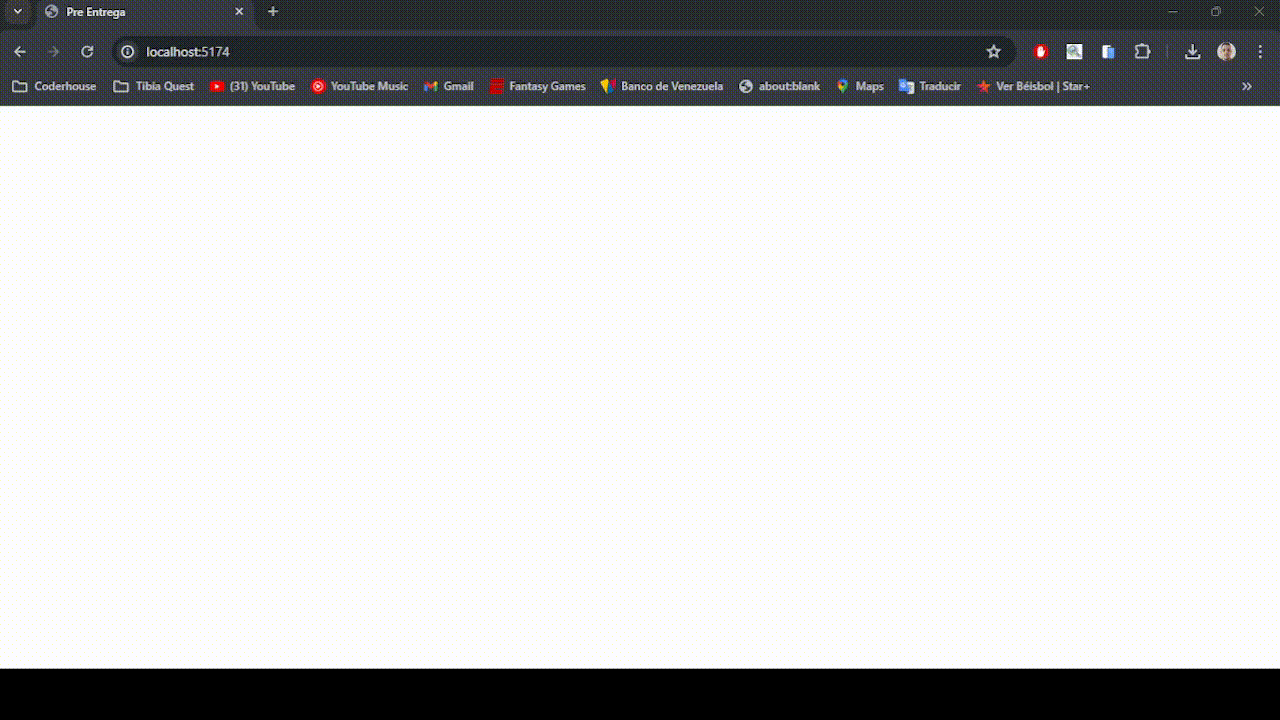 Pre Entrega
localhost:5174
Coderhouse Tibia Quest (31) YouTube YouTube Music Gmail Fantasy Games Banco de Venezuela about:blank Maps Traducir Ver Béisbol | Star+